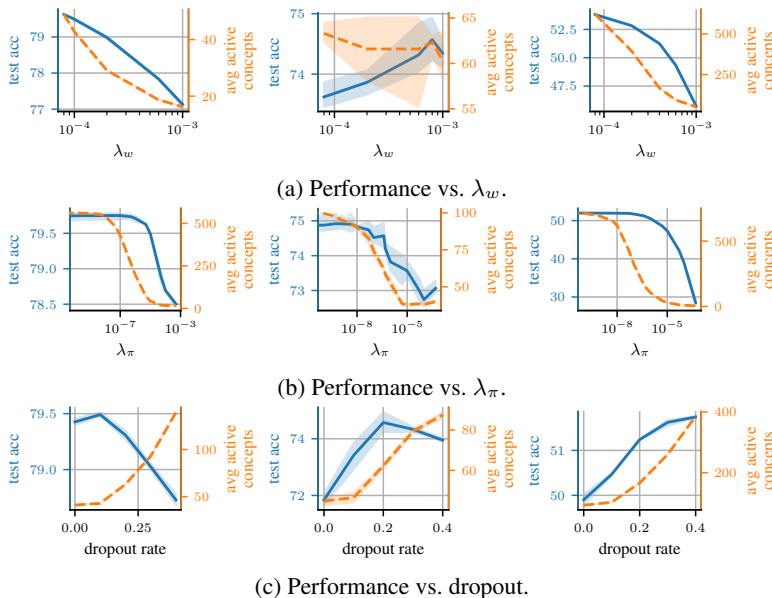 79
78
77
test acc
40
20
avg active
concepts
10⁻⁴
10⁻³
λ_w
75
74
test acc
65
60
55
avg active
concepts
10⁻⁴
10⁻³
λ_w
52.5
50.0
47.5
test acc
500
250
avg active
concepts
10⁻⁴
10⁻³
λ_w
(a) Performance vs. λ_w.
79.5
79.0
78.5
test acc
500
250
0
avg active
concepts
10⁻⁷
10⁻³
λ_π
75
74
73
test acc
100
75
50
avg active
concepts
10⁻⁸
10⁻⁵
λ_π
50
40
30
test acc
500
0
avg active
concepts
10⁻⁸
10⁻⁵
λ_π
(b) Performance vs. λ_π.
79.5
79.0
test acc
100
50
avg active
concepts
0.00
0.25
dropout rate
74
72
test acc
80
60
avg active
concepts
0.0
0.2
0.4
dropout rate
51
50
test acc
400
200
avg active
concepts
0.0
0.2
0.4
dropout rate
(c) Performance vs. dropout.